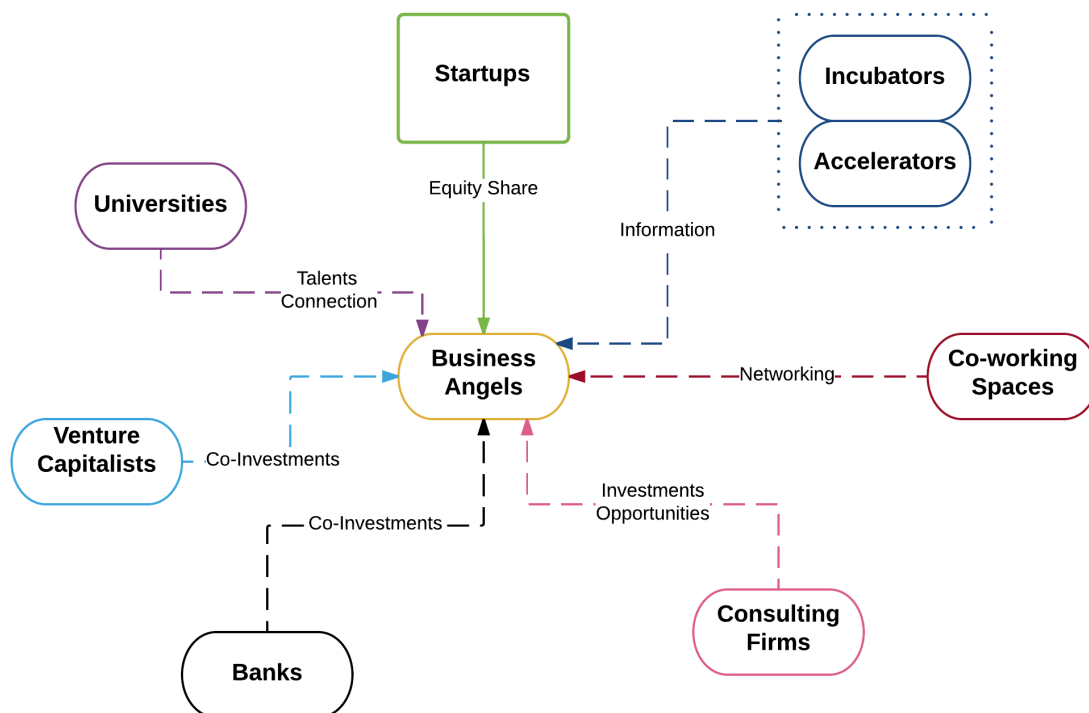 Startups
Incubators
Accelerators
Equity Share
Universities
Information
Talents
Connection
Business
Angels
Co-working
Spaces
Networking
Venture
Capitalists
Co-Investments
Investments
Opportunities
Co-Investments
Consulting
Firms
Banks